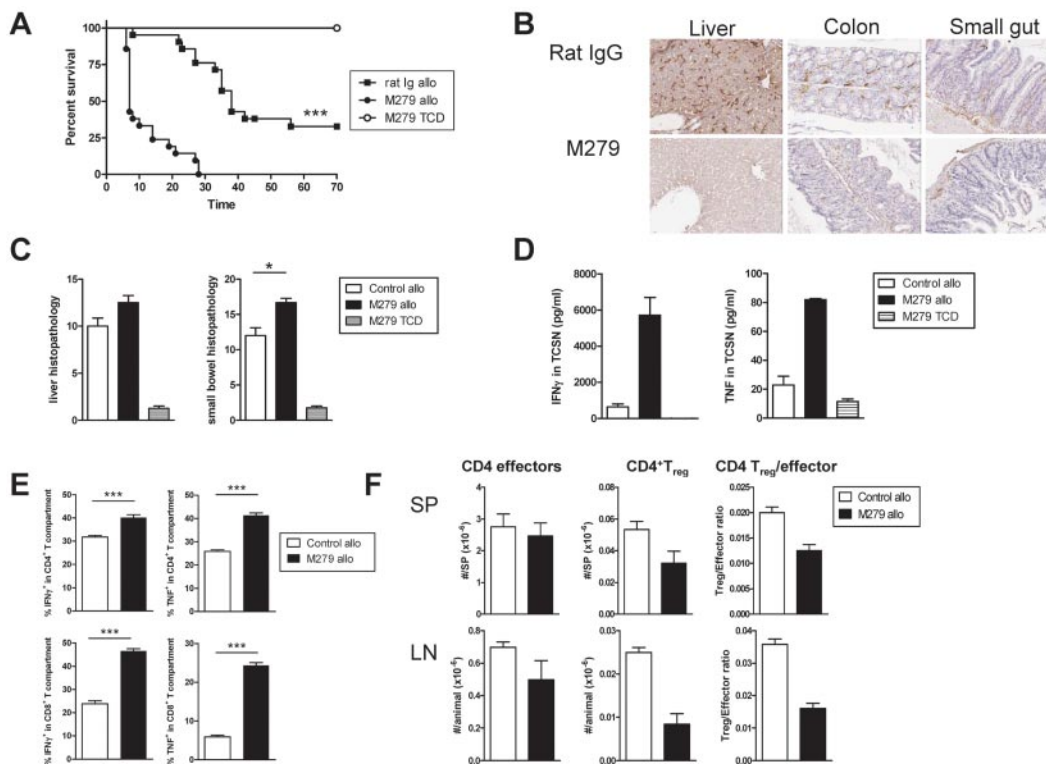 A
Percent survival
100
75
50
25
0
0 10 20 30 40 50 60 70
Time
***
rat Ig allo
M279 allo
M279 TCD
B
Liver Colon Small gut
Rat IgG
M279
C
liver histopathology
15
10
5
0
small bowel histopathology
20
15
10
5
0
*
Control allo
M279 allo
M279 TCD
D
IFNγ in TCSN (pg/ml)
8000
6000
4000
2000
0
TNF in TCSN (pg/ml)
100
80
60
40
20
0
Control allo
M279 allo
M279 TCD
E
% IFNγ+ in CD4+ T compartment
50
40
30
20
10
0
***
% TNF+ in CD4+ T compartment
50
40
30
20
10
0
***
Control allo
M279 allo
% IFNγ+ in CD8+ T compartment
50
40
30
20
10
0
***
% TNF+ in CD8+ T compartment
30
20
10
0
***
F
CD4 effectors CD4+Treg CD4 Treg/effector
SP
#/SP (x10-6)
4
3
2
1
0
#/SP (x10-6)
0.08
0.06
0.04
0.02
0.00
Treg/Effector ratio
0.025
0.020
0.015
0.010
0.005
0.000
Control allo
M279 allo
LN
#/animal (x10-6)
0.8
0.6
0.4
0.2
0.0
#/animal (x10-6)
0.03
0.02
0.01
0.00
Treg/Effector ratio
0.04
0.03
0.02
0.01
0.00